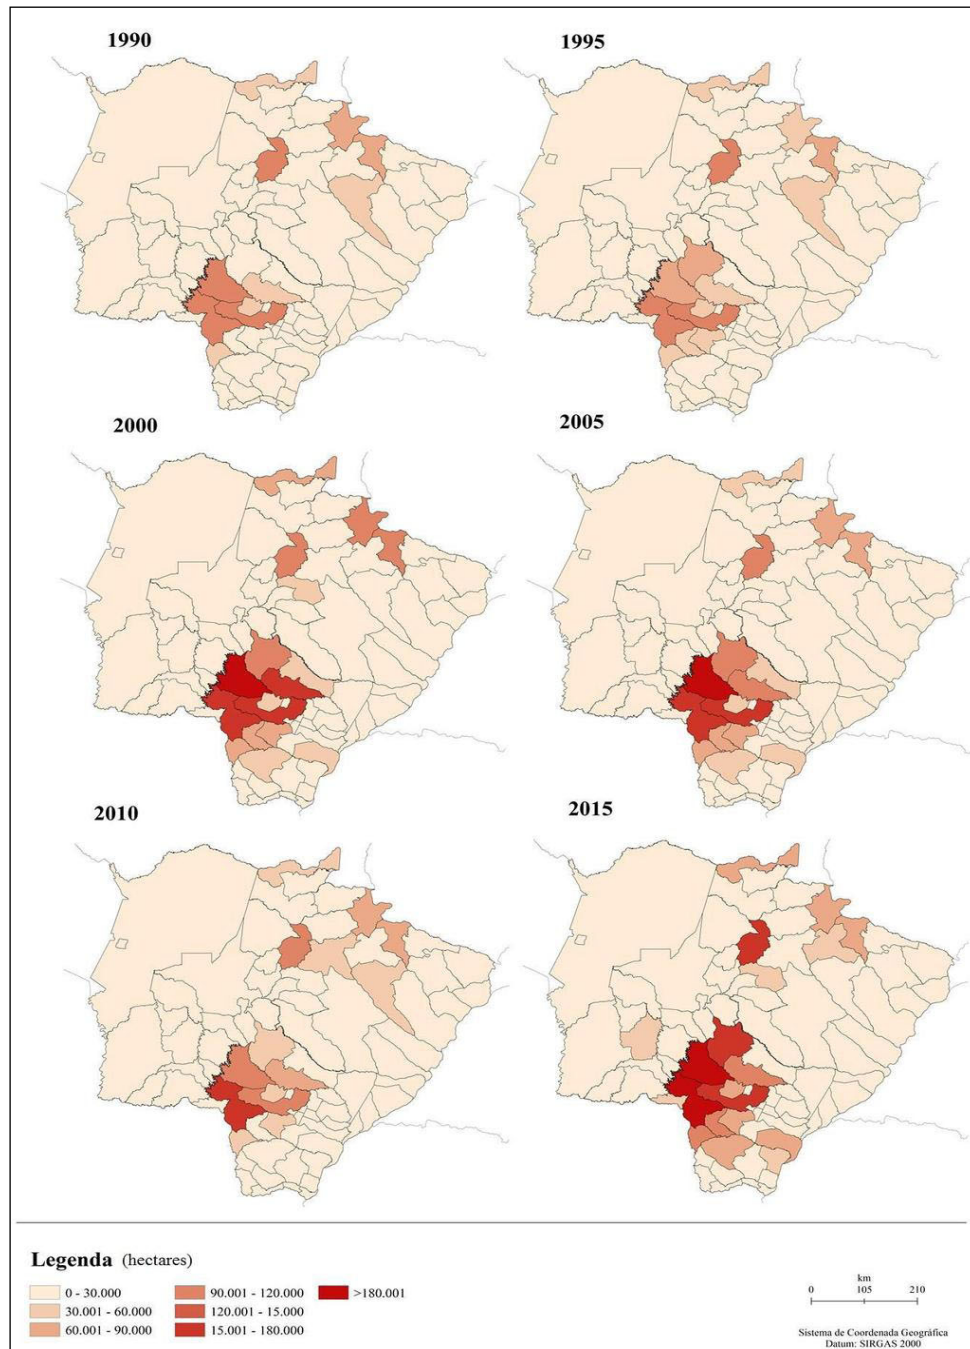 1990
1995
2000
2005
2010
2015
Legenda (hectares)
0 - 30.000
30.001 - 60.000
60.001 - 90.000
90.001 - 120.000
120.001 - 15.000
15.001 - 180.000
>180.001
km
0 105 210
Sistema de Coordenada Geográfica
Datum: SIRGAS 2000